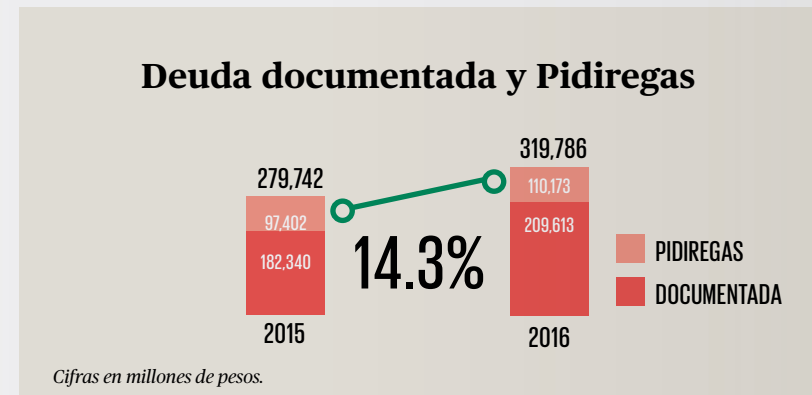 Deuda documentada y Pidiregas
279,742
97,402
182,340
2015
14.3%
319,786
110,173
209,613
2016
PIDIREGAS
DOCUMENTADA
Cifras en millones de pesos.